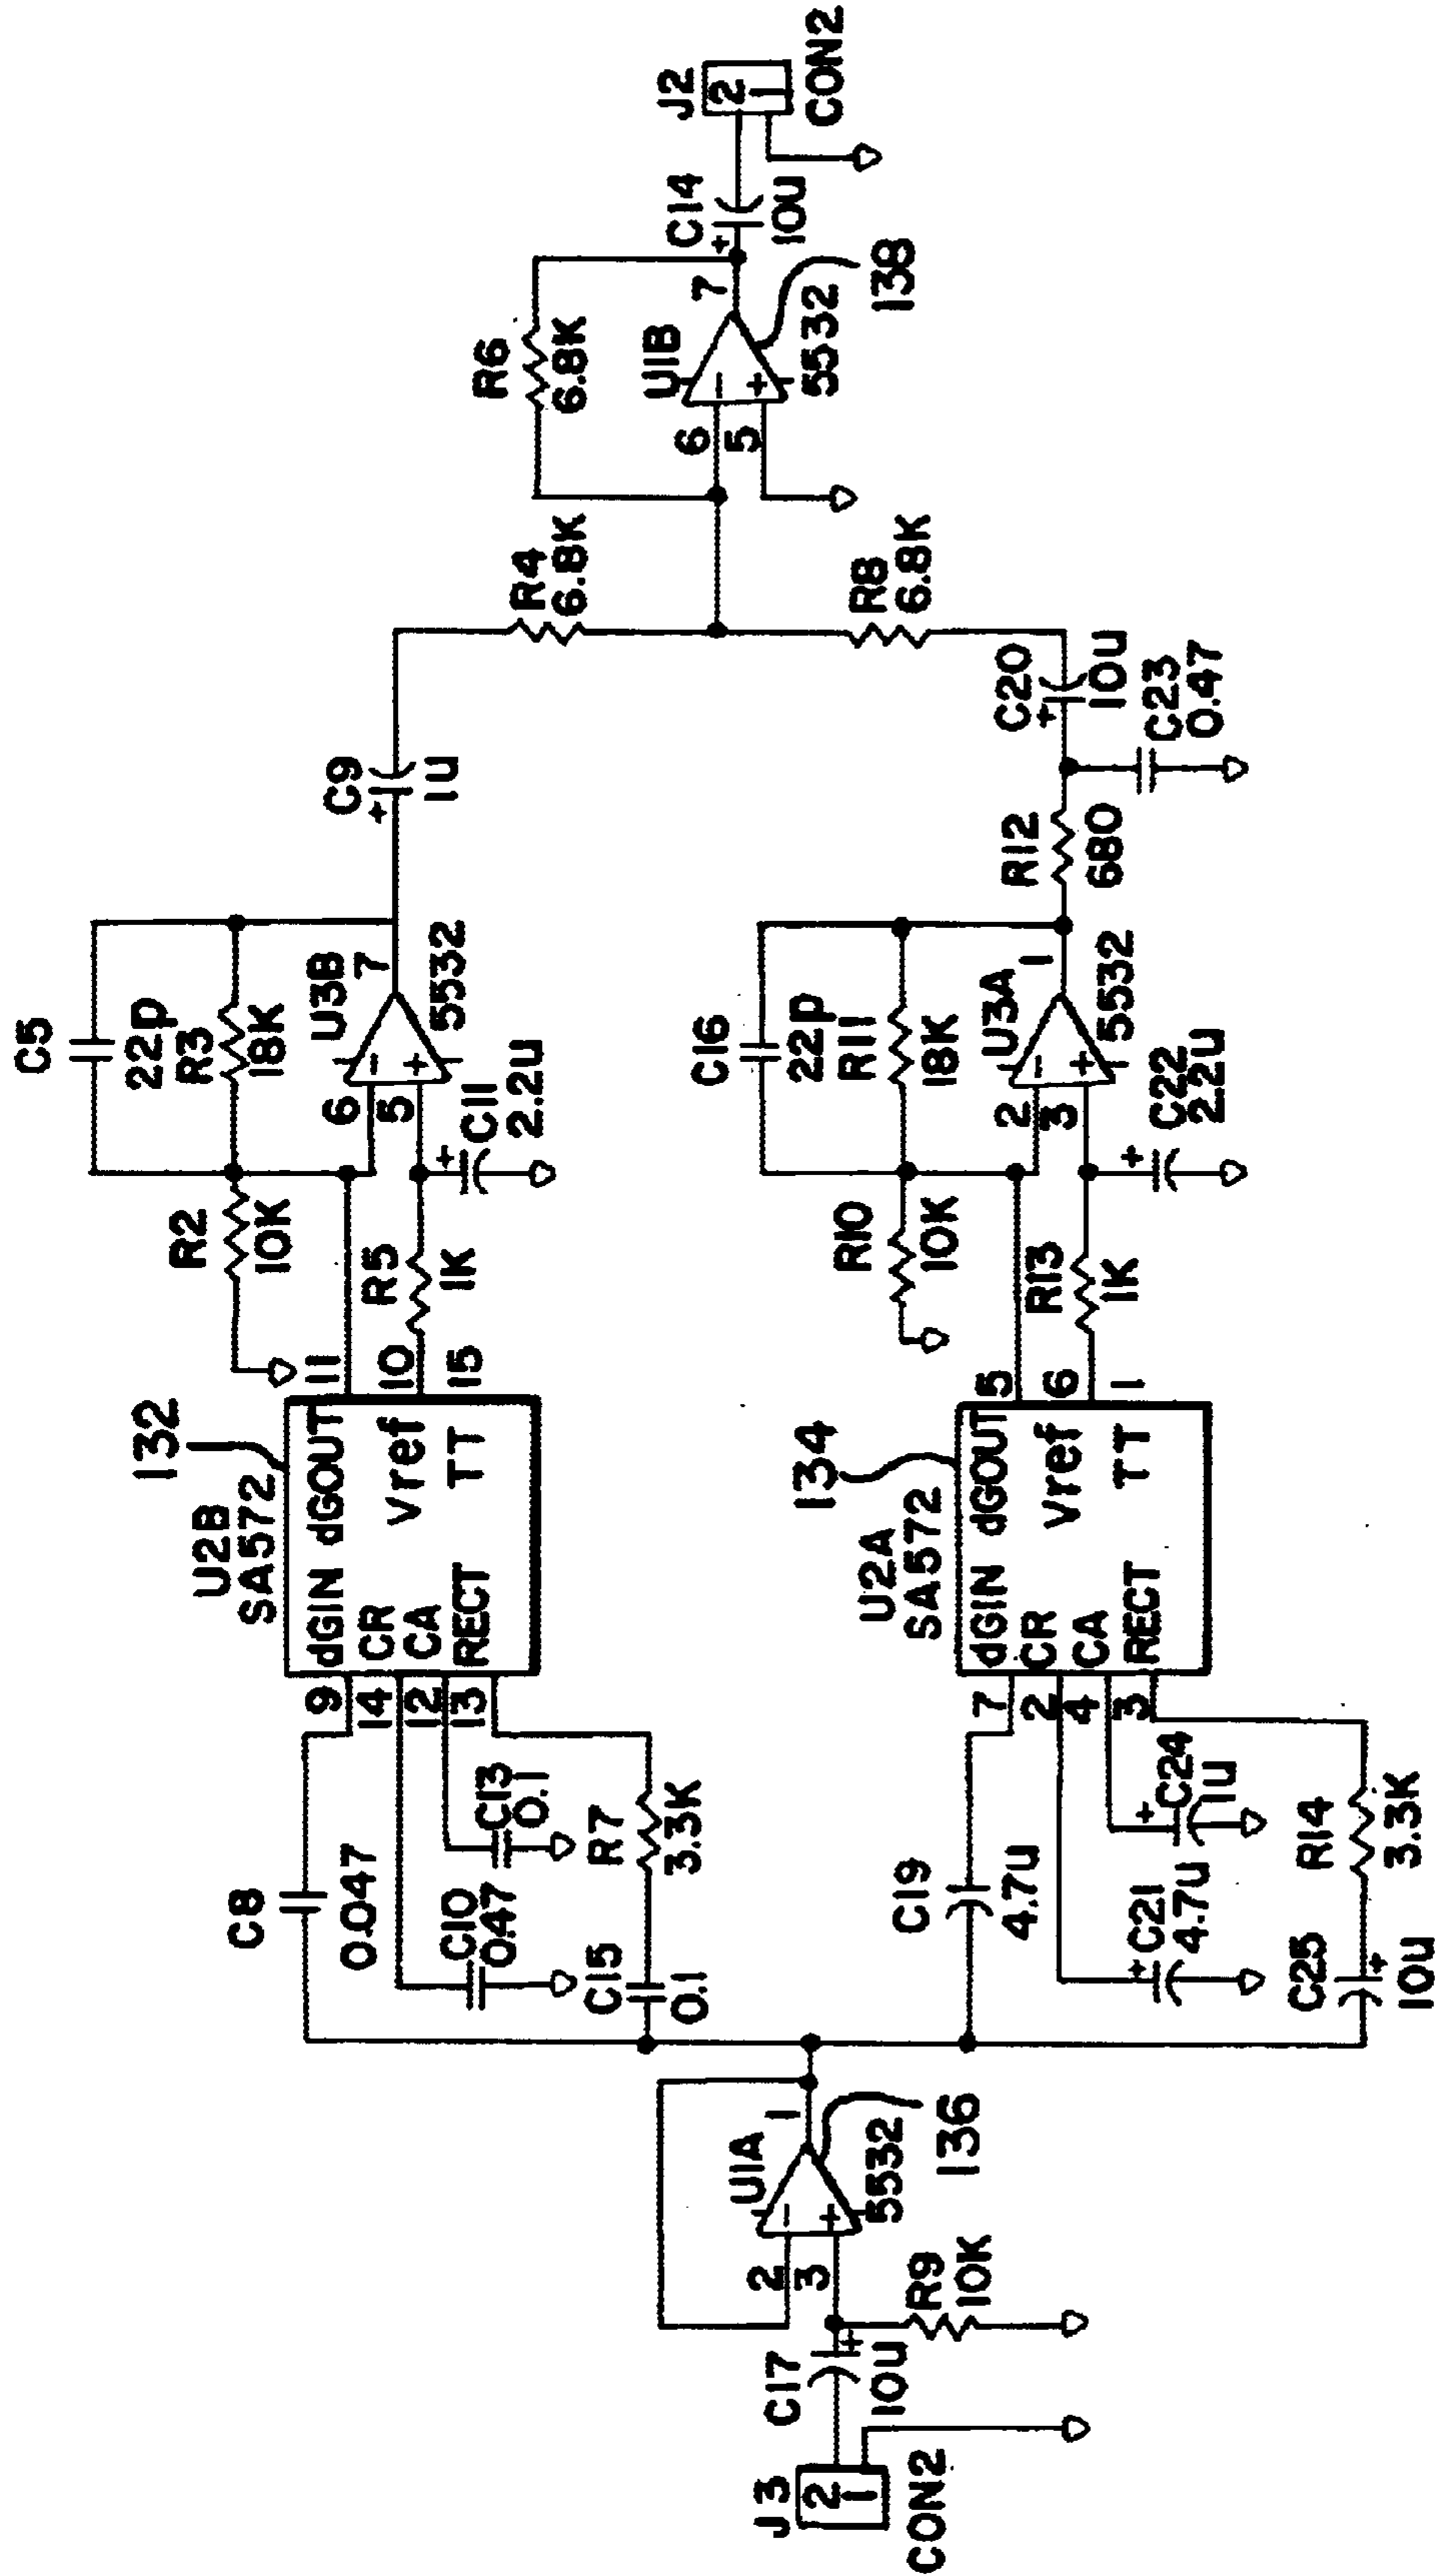 J3
2
1
CON2
C17
10U
R9
10K
2
3
U1A
1
5532
136
C8
0.047
C10
0.47
C13
0.1
C15
0.1
R7
3.3K
9
14
12
13
U2B
SA572
132
dGIN dGOUT
CR
Vref
CA
RECT
TT
11
10
15
R2
10K
R5
1K
C5
22p
R3
18K
6
5
U3B
7
5532
C11
2.2U
C9
1U
C19
4.7U
C21
4.7U
C24
1U
C25
10U
R14
3.3K
7
2
4
3
U2A
SA572
134
dGIN dGOUT
CR
Vref
CA
RECT
TT
5
6
1
R10
10K
R13
1K
C16
22p
R11
18K
2
3
U3A
1
5532
C22
2.2U
R12
680
C20
10U
C23
0.47
R4
6.8K
R8
6.8K
R6
6.8K
6
5
U1B
7
5532
138
C14
10U
J2
2
1
CON2